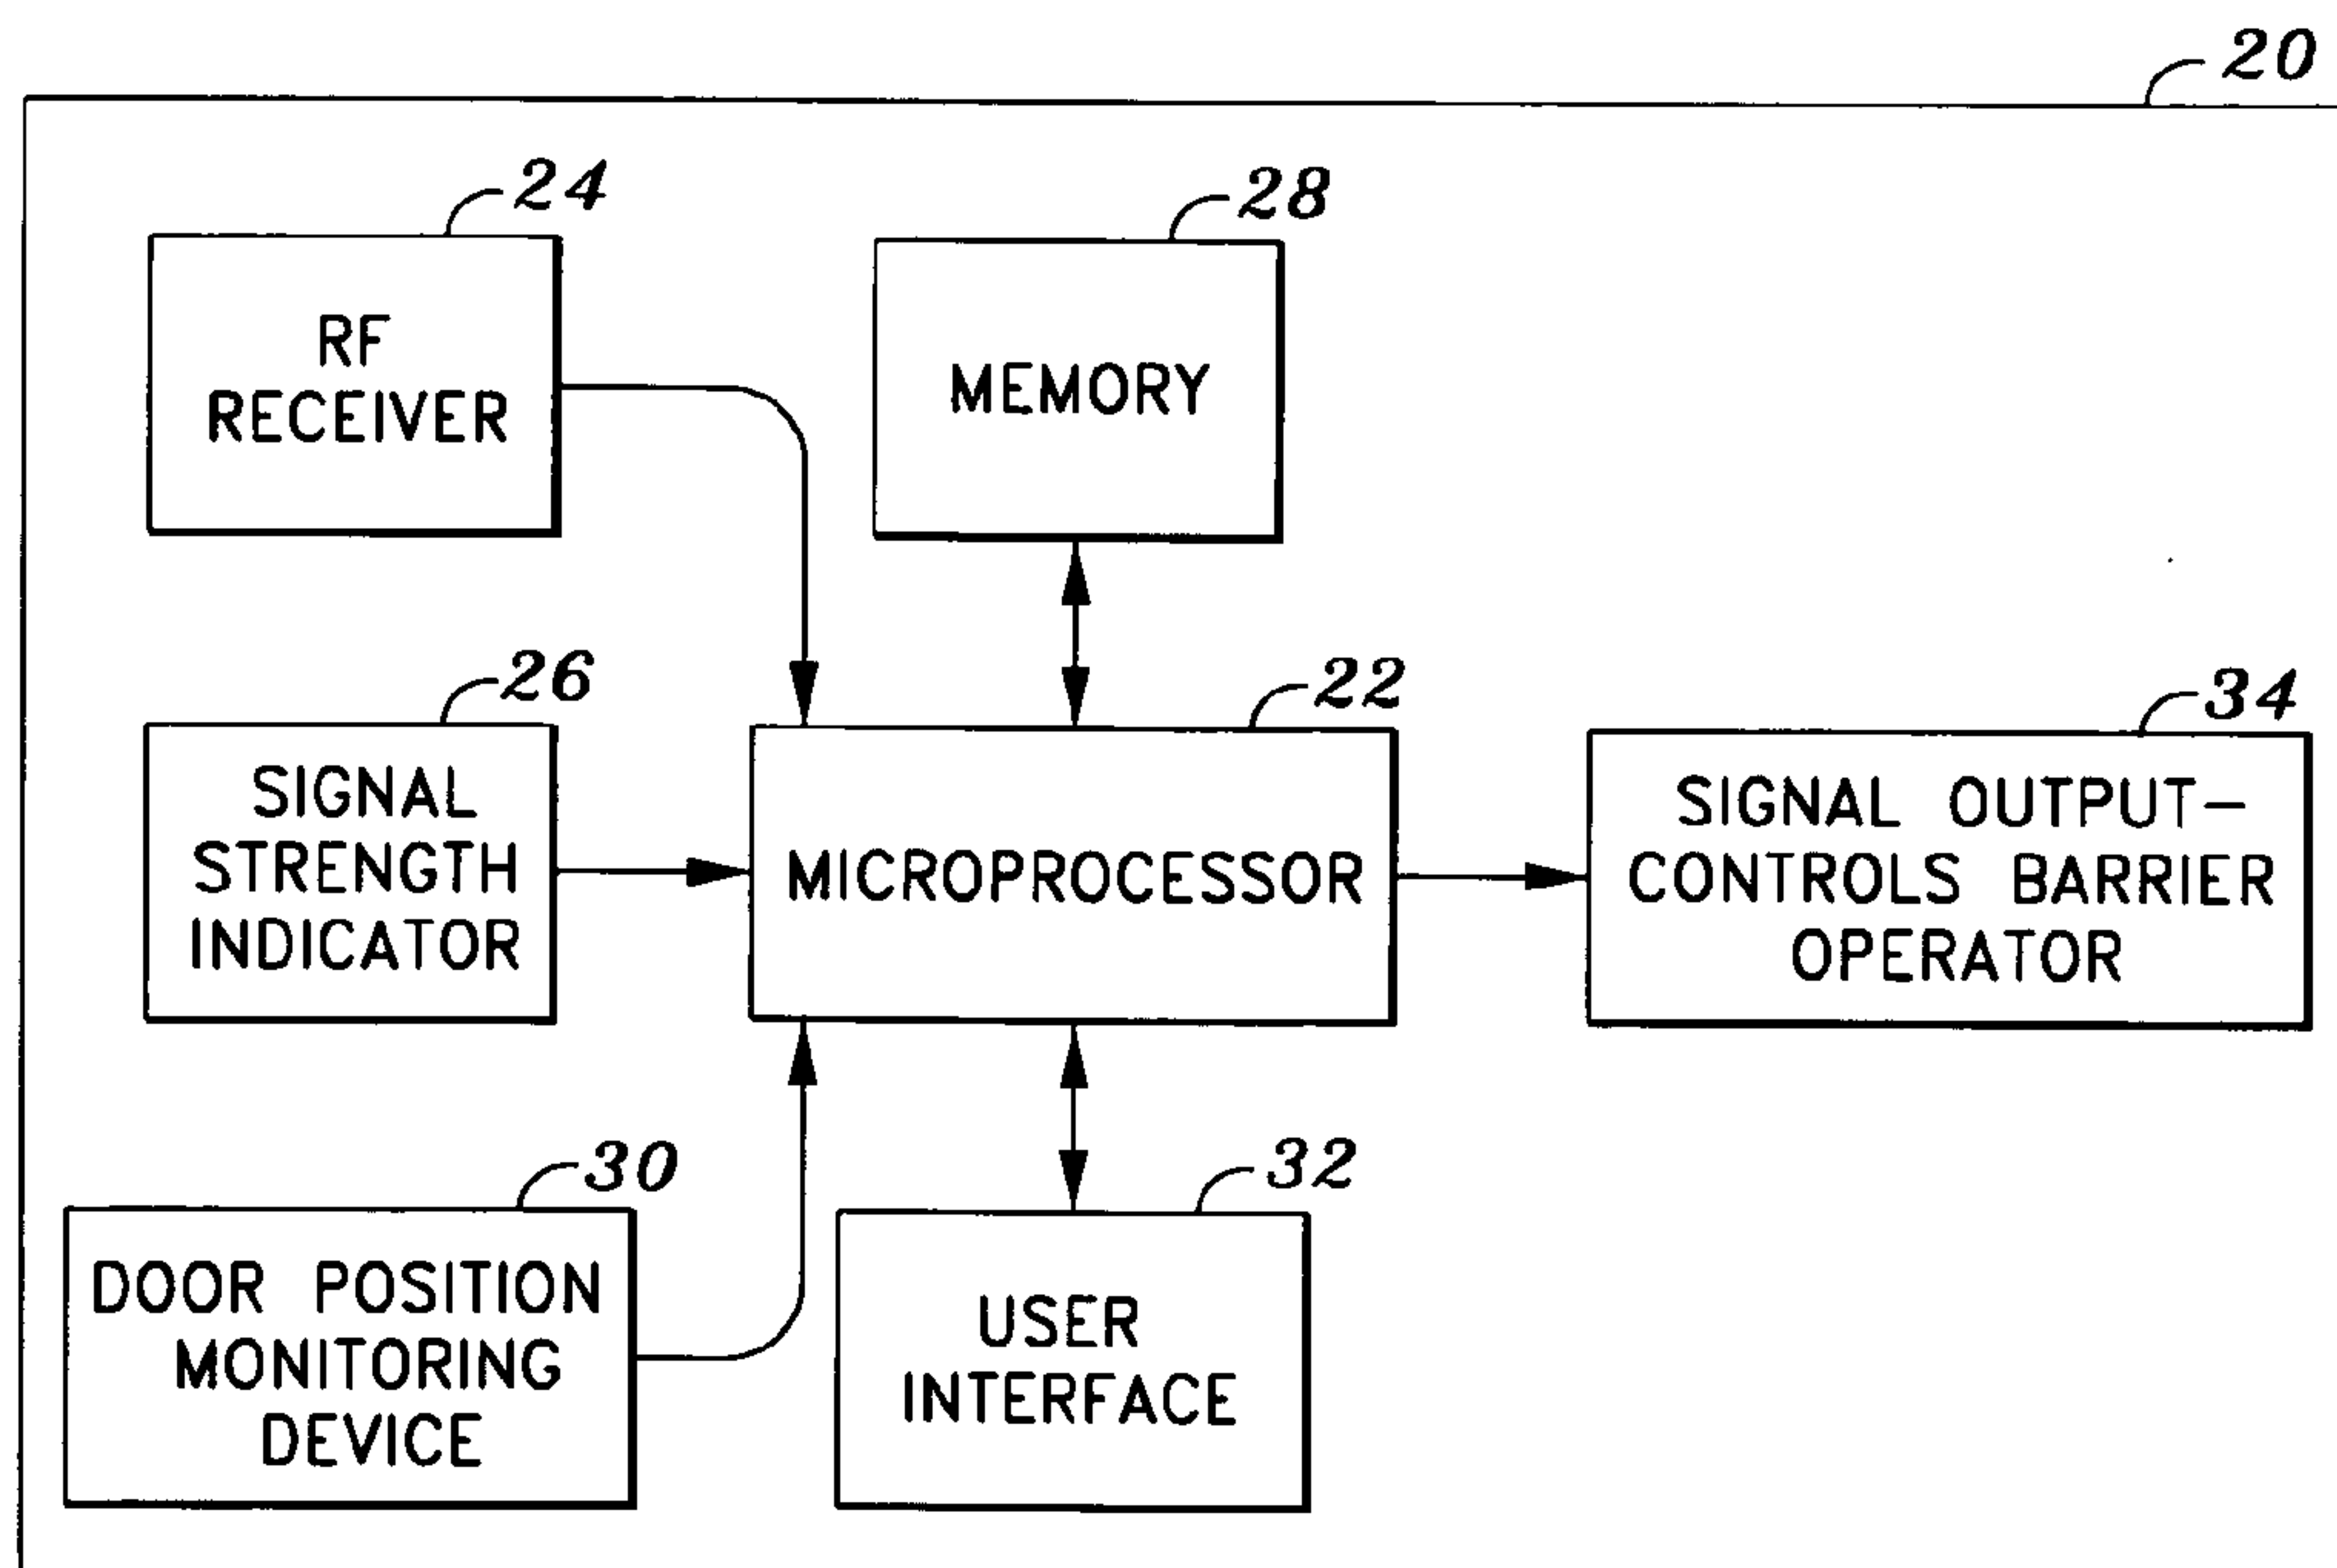 20
24
RF
RECEIVER
28
MEMORY
26
SIGNAL
STRENGTH
INDICATOR
22
MICROPROCESSOR
34
SIGNAL OUTPUT—
CONTROLS BARRIER
OPERATOR
30
DOOR POSITION
MONITORING
DEVICE
32
USER
INTERFACE